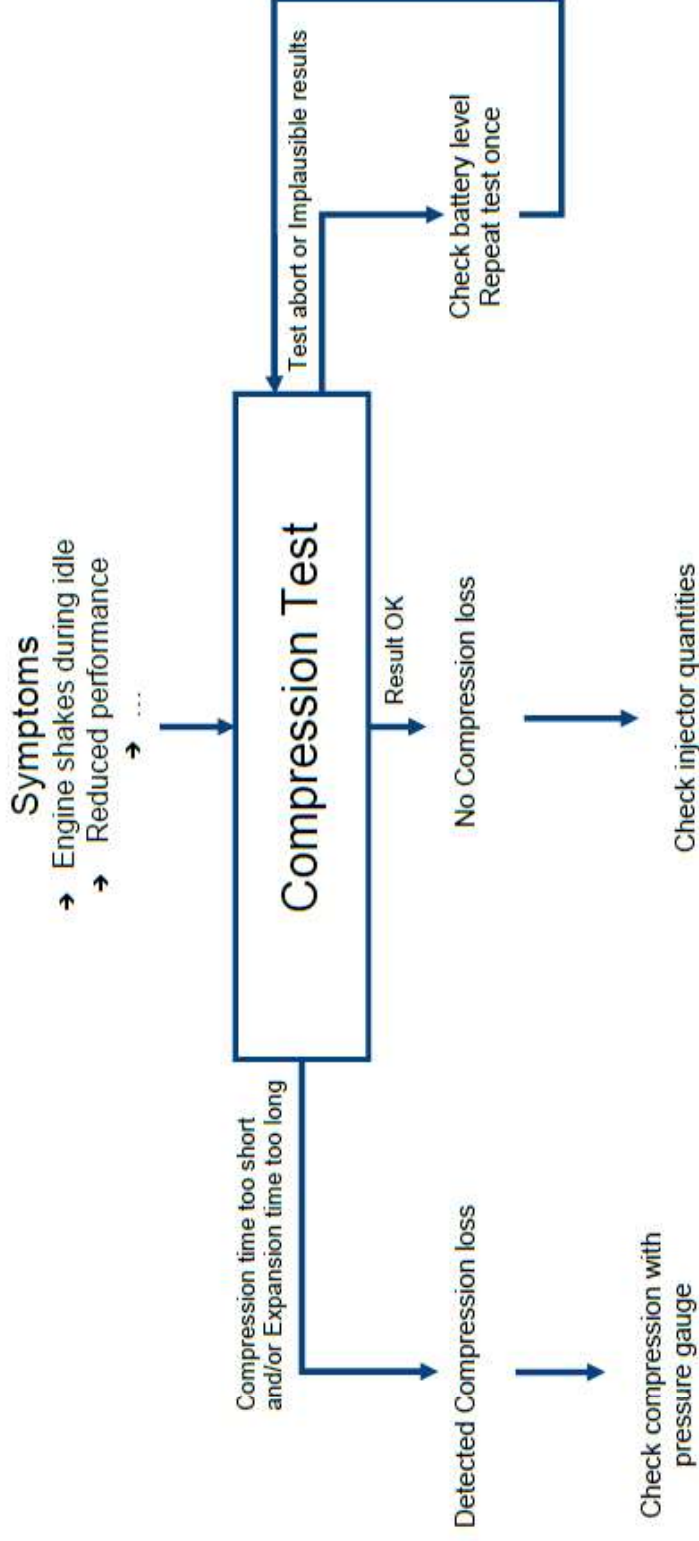 Symptoms
→ Engine shakes during idle
→ Reduced performance
→ ...
Compression Test
Compression time too short
and/or Expansion time too long
Detected Compression loss
Check compression with
pressure gauge
Result OK
No Compression loss
Check injector quantities
Test abort or Implausible results
Check battery level
Repeat test once